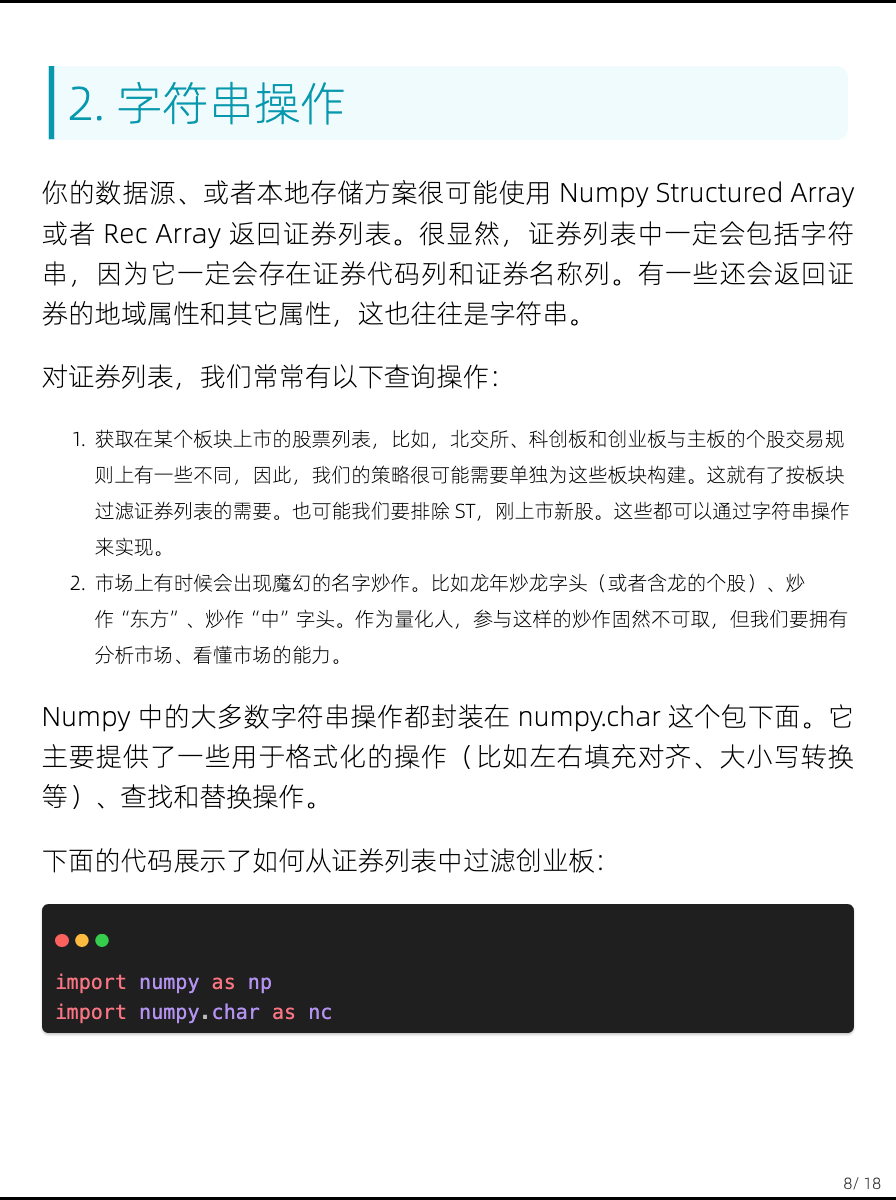 2. 字符串操作
你的数据源、或者本地存储方案很可能使用 Numpy Structured Array
或者 Rec Array 返回证券列表。很显然，证券列表中一定会包括字符
串，因为它一定会存在证券代码列和证券名称列。有一些还会返回证
券的地域属性和其它属性，这也往往是字符串。
对证券列表，我们常常有以下查询操作：
1. 获取在某个板块上市的股票列表，比如，北交所、科创板和创业板与主板的个股交易规
则上有一些不同，因此，我们的策略很可能需要单独为这些板块构建。这就有了按板块
过滤证券列表的需要。也可能我们要排除 ST，刚上市新股。这些都可以通过字符串操作
来实现。
2. 市场上有时候会出现魔幻的名字炒作。比如龙年炒龙字头（或者含龙的个股）、炒
作“东方”、炒作“中”字头。作为量化人，参与这样的炒作固然不可取，但我们要拥有
分析市场、看懂市场的能力。
Numpy 中的大多数字符串操作都封装在 numpy.char 这个包下面。它
主要提供了一些用于格式化的操作（比如左右填充对齐、大小写转换
等）、查找和替换操作。
下面的代码展示了如何从证券列表中过滤创业板：
import numpy as np
import numpy.char as nc
8/ 18